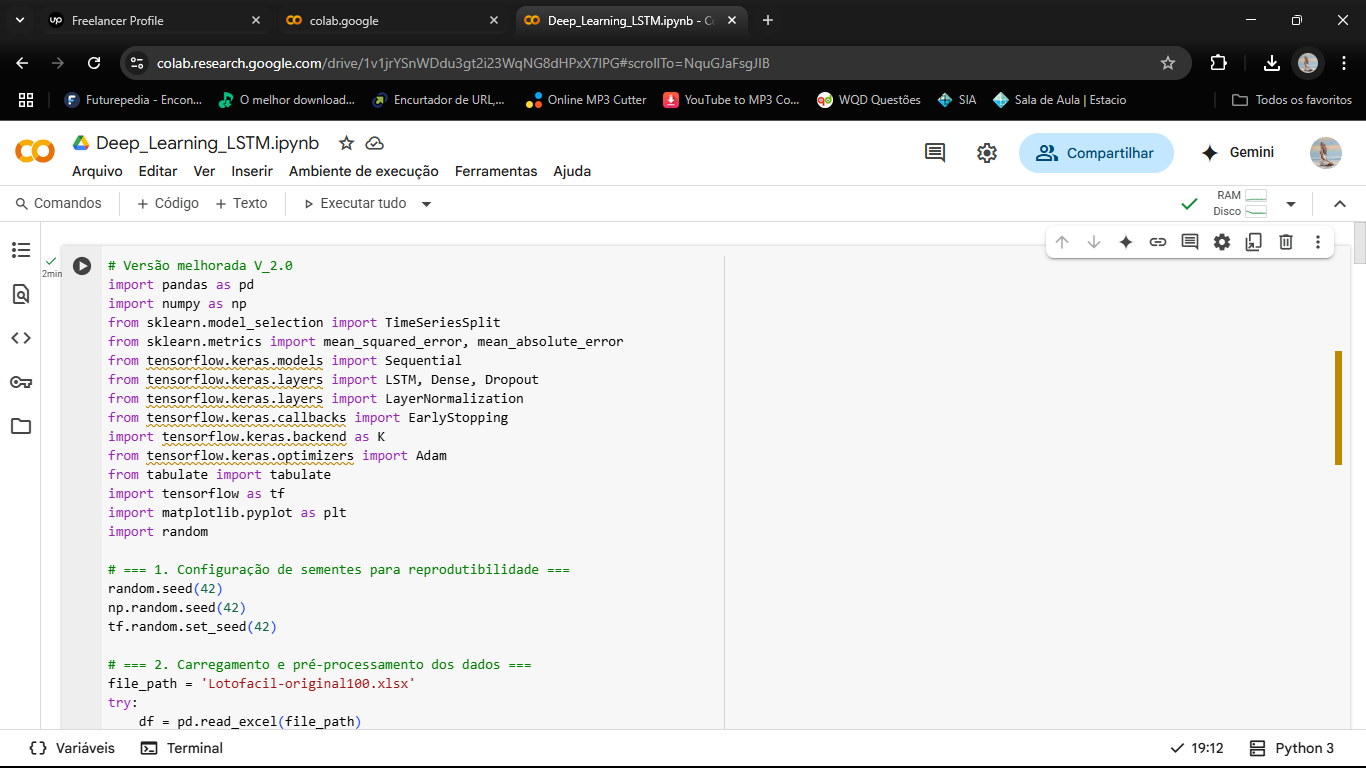 Freelancer Profile
colab.google
Deep_Learning_LSTM.ipynb - Co
colab.research.google.com/drive/1v1jrYSnWDdu3gt2i23WqNG8dHPxX7IPG#scrollTo=NquGJaFsgJIB
Futurepedia - Encon...
O melhor download...
Encurtador de URL,...
Online MP3 Cutter
YouTube to MP3 Co...
WQD Questões
SIA
Sala de Aula | Estacio
Todos os favoritos
Deep_Learning_LSTM.ipynb
Compartilhar
Gemini
Arquivo Editar Ver Inserir Ambiente de execução Ferramentas Ajuda
Comandos + Código + Texto Executar tudo
RAM
Disco
2min
# Versão melhorada V_2.0
import pandas as pd
import numpy as np
from sklearn.model_selection import TimeSeriesSplit
from sklearn.metrics import mean_squared_error, mean_absolute_error
from tensorflow.keras.models import Sequential
from tensorflow.keras.layers import LSTM, Dense, Dropout
from tensorflow.keras.layers import LayerNormalization
from tensorflow.keras.callbacks import EarlyStopping
import tensorflow.keras.backend as K
from tensorflow.keras.optimizers import Adam
from tabulate import tabulate
import tensorflow as tf
import matplotlib.pyplot as plt
import random
# === 1. Configuração de sementes para reprodutibilidade ===
random.seed(42)
np.random.seed(42)
tf.random.set_seed(42)
# === 2. Carregamento e pré-processamento dos dados ===
file_path = 'Lotofacil-original100.xlsx'
try:
df = pd.read_excel(file_path)
Variáveis
Terminal
19:12
Python 3